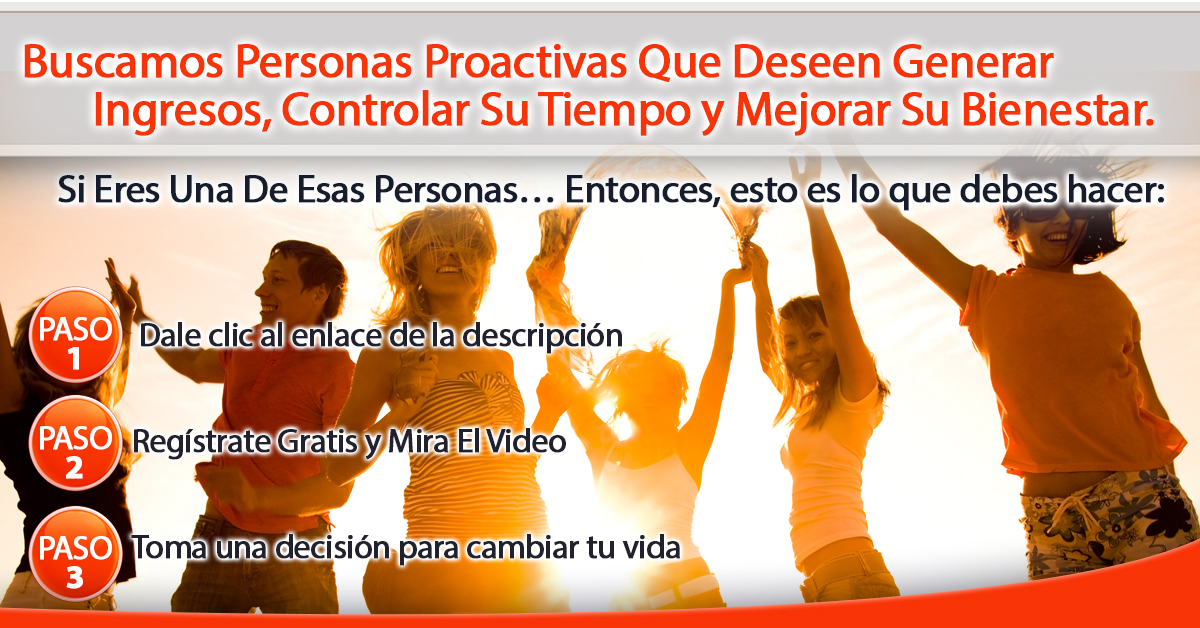 Buscamos Personas Proactivas Que Deseen Generar
Ingresos, Controlar Su Tiempo y Mejorar Su Bienestar.
Si Eres Una De Esas Personas... Entonces, esto es lo que debes hacer:
PASO
1
Dale clic al enlace de la descripción
PASO
2
Regístrate Gratis y Mira El Video
PASO
3
Toma una decisión para cambiar tu vida